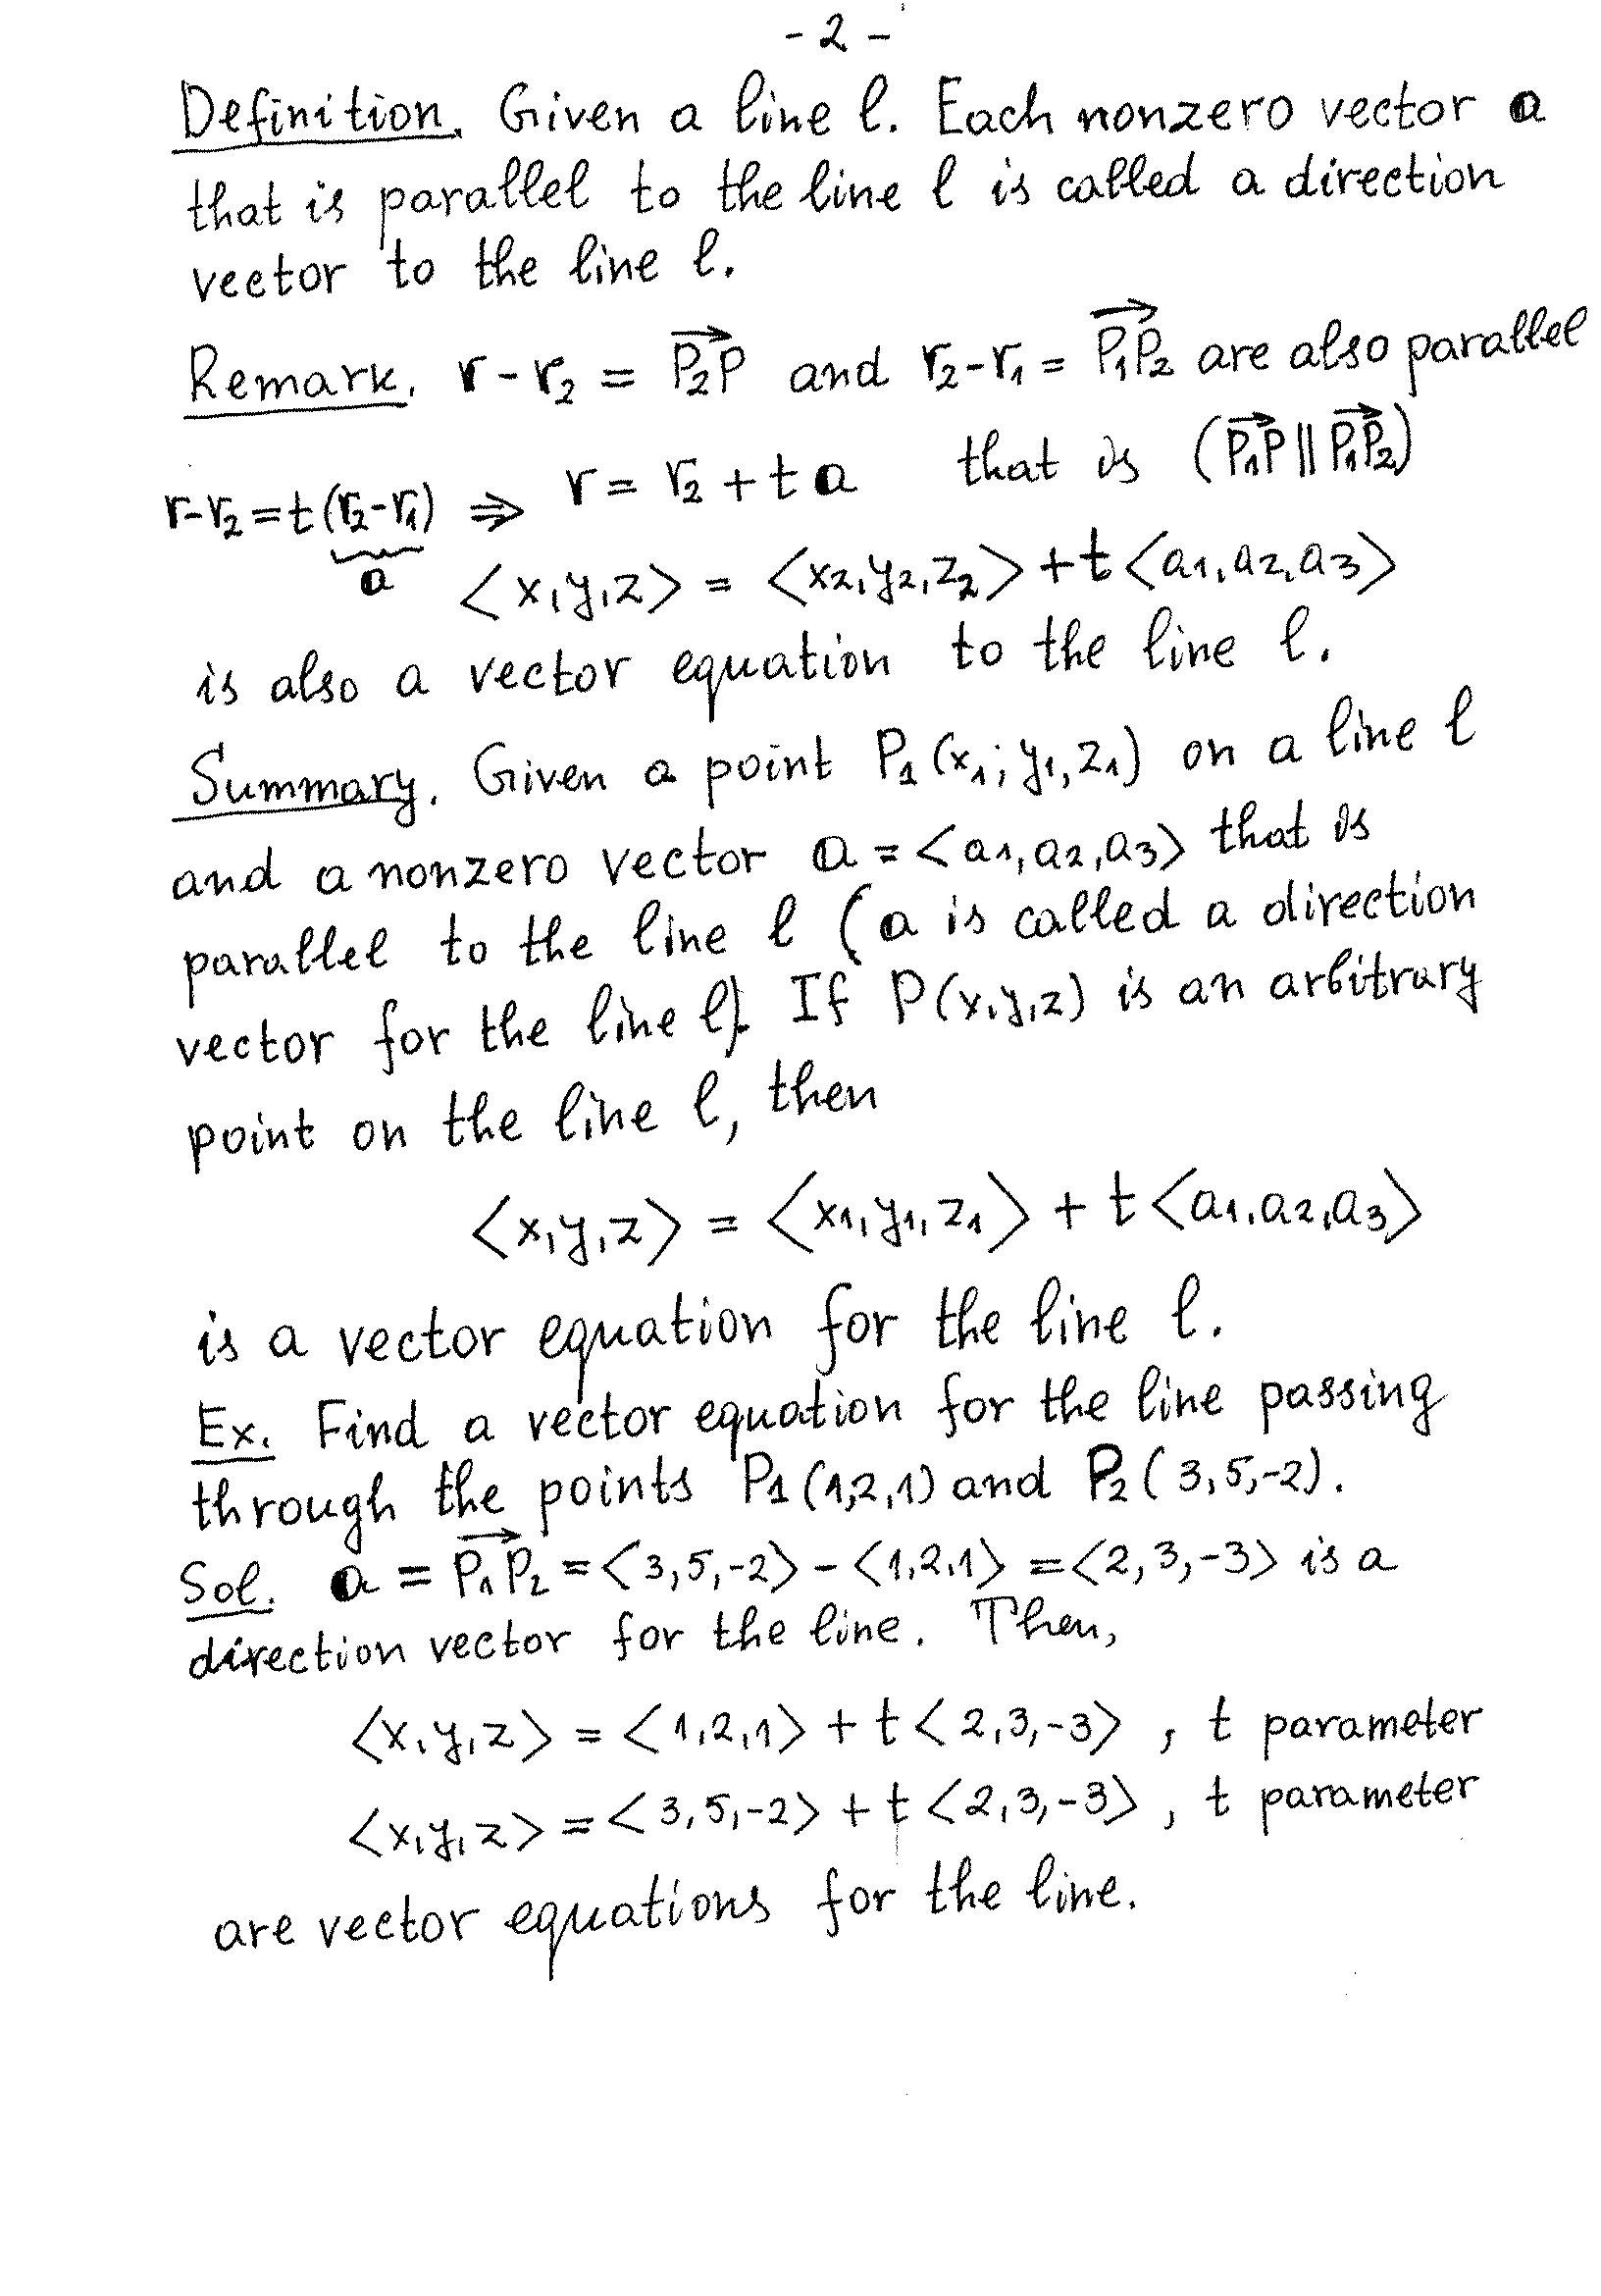 - 2 -
Definition. Given a line l. Each nonzero vector a
that is parallel to the line l is called a direction
vector to the line l.
Remark. r - r₂ = P₂P⃗ and r₂-r₁ = P₁P₂⃗ are also parallel
that is (P₁P⃗ || P₁P₂⃗)
r-r₂ = t(r₂-r₁) ⇒ r = r₂ + t a
a
<x,y,z> = <x₂,y₂,z₂> + t<a₁,a₂,a₃>
is also a vector equation to the line l.
Summary. Given a point P₁(x₁; y₁, z₁) on a line l
and a nonzero vector a = <a₁,a₂,a₃> that is
parallel to the line l (a is called a direction
vector for the line l). If P(x,y,z) is an arbitrary
point on the line l, then
<x,y,z> = <x₁,y₁,z₁> + t<a₁,a₂,a₃>
is a vector equation for the line l.
Ex. Find a vector equation for the line passing
through the points P₁(1,2,1) and P₂(3,5,-2).
Sol. a = P₁P₂⃗ = <3,5,-2> - <1,2,1> = <2,3,-3> is a
direction vector for the line. Then,
<x,y,z> = <1,2,1> + t<2,3,-3> , t parameter
<x,y,z> = <3,5,-2> + t<2,3,-3> , t parameter
are vector equations for the line.